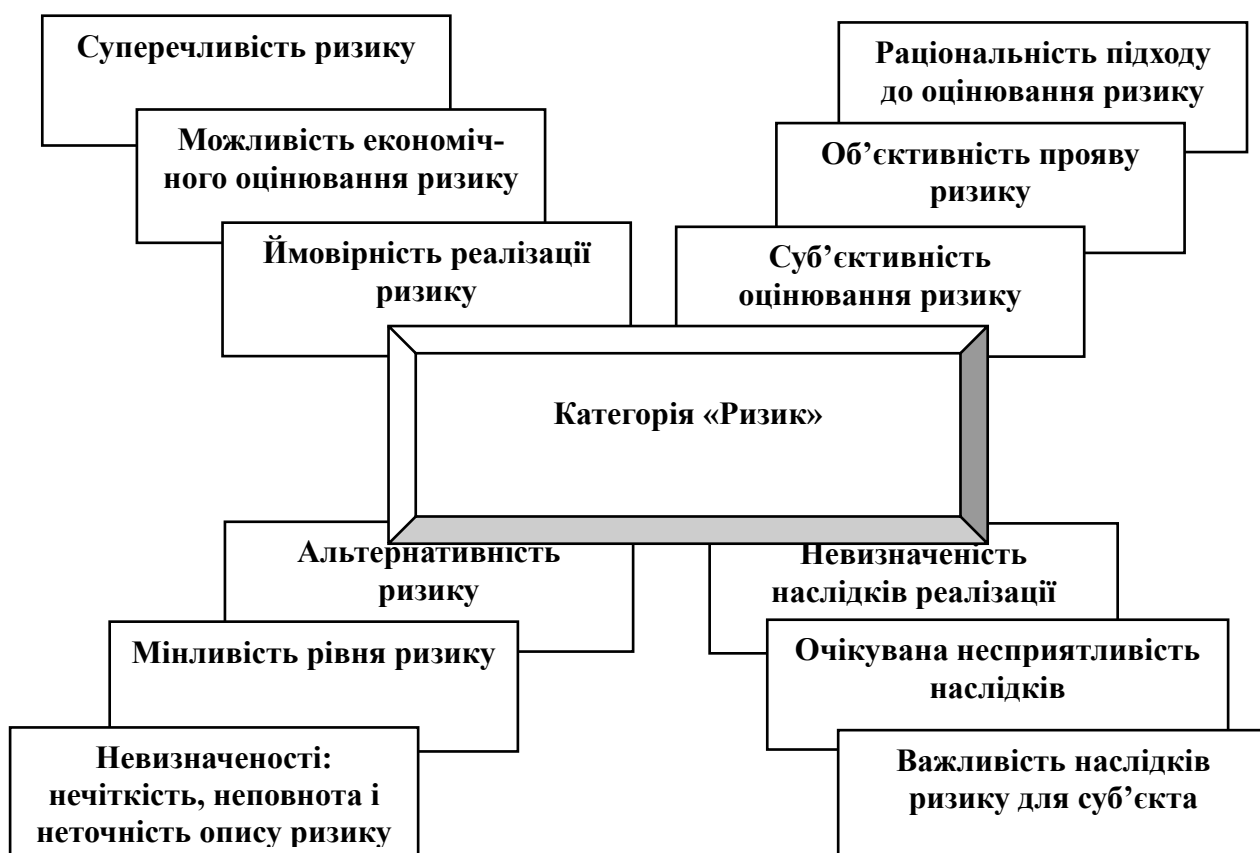 Суперечливість ризику
Можливість економіч-
ного оцінювання ризику
Ймовірність реалізації
ризику
Раціональність підходу
до оцінювання ризику
Об’єктивність прояву
ризику
Суб’єктивність
оцінювання ризику
Категорія «Ризик»
Альтернативність
ризику
Мінливість рівня ризику
Невизначеності:
нечіткість, неповнота і
неточність опису ризику
Невизначеність
наслідків реалізації
Очікувана несприятливість
наслідків
Важливість наслідків
ризику для суб’єкта